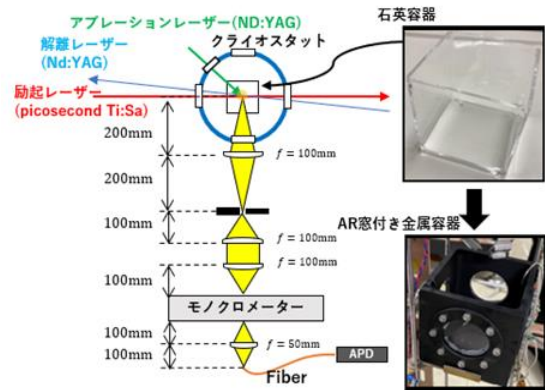 アブレーションレーザー(ND:YAG)
石英容器
解離レーザー
(Nd:YAG)
クライオスタット
励起レーザー
(picosecond Ti:Sa)
200mm
f = 100mm
200mm
AR窓付き金属容器
100mm
f = 100mm
f = 100mm
100mm
モノクロメーター
100mm
f = 50mm
100mm
APD
Fiber